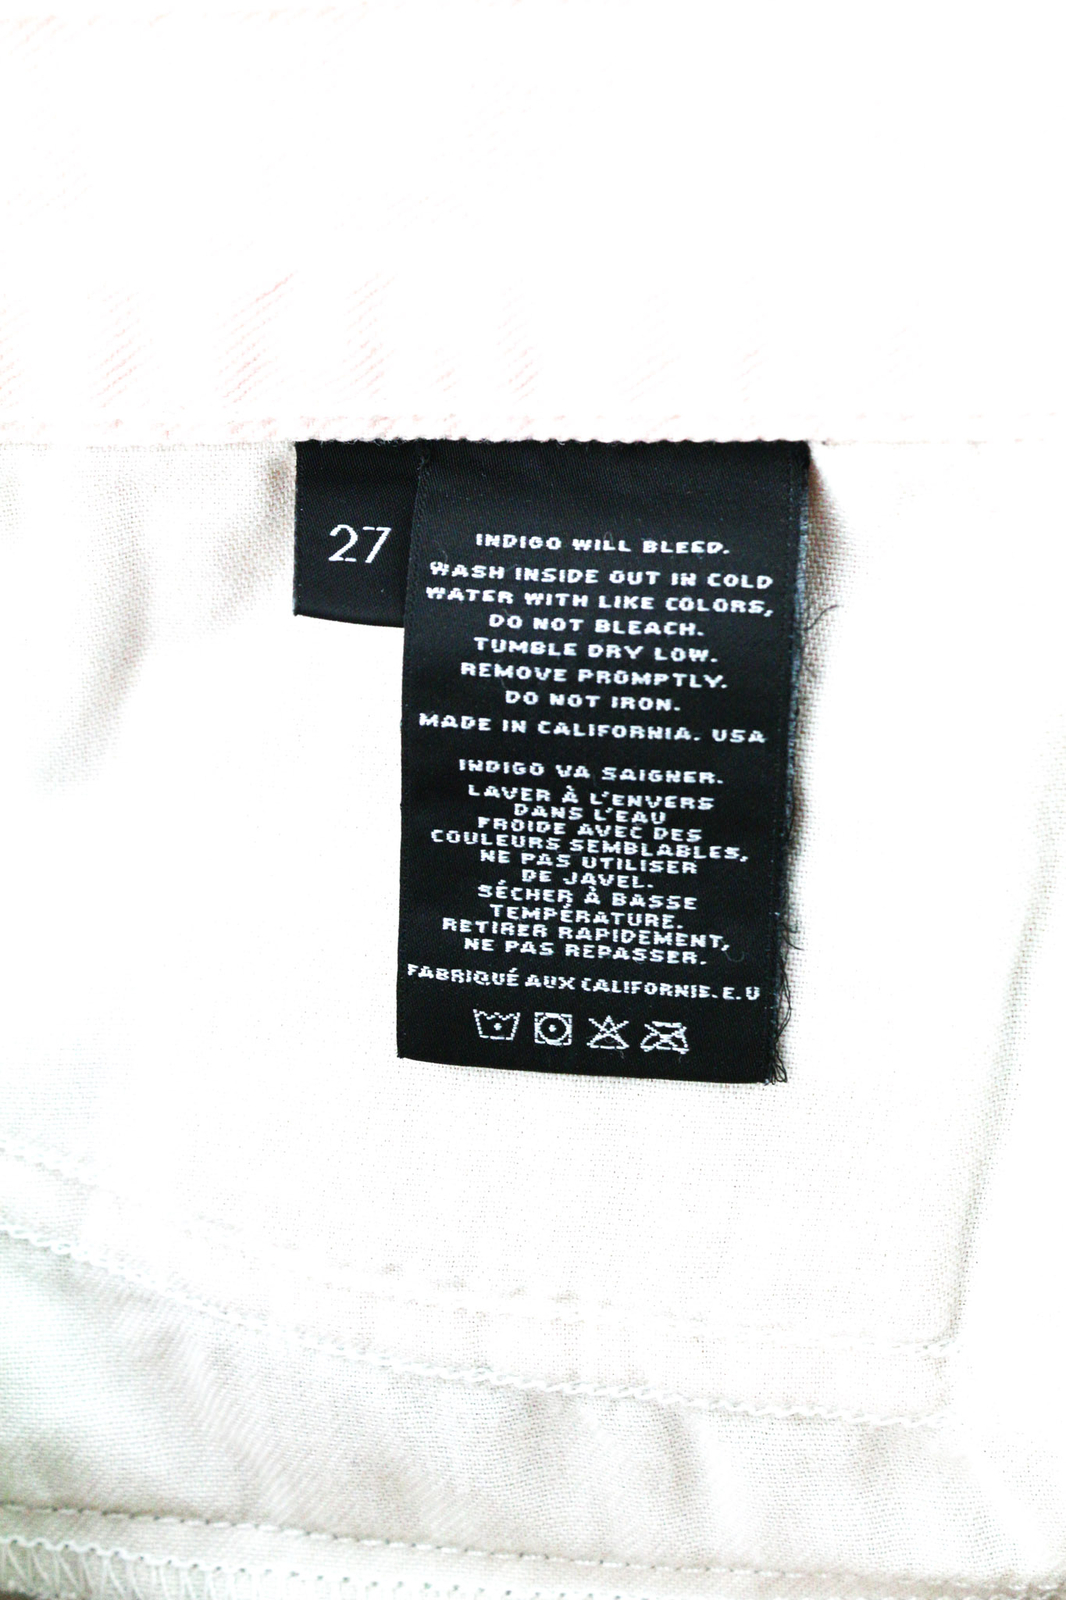 27
INDIGO WILL BLEED.
WASH INSIDE OUT IN COLD
WATER WITH LIKE COLORS,
DO NOT BLEACH.
TUMBLE DRY LOW.
REMOVE PROMPTLY.
DO NOT IRON.
MADE IN CALIFORNIA. USA
INDIGO VA SAIGNER.
LAVER À L'ENVERS
DANS L'EAU
FROIDE AVEC DES
COULEURS SEMBLABLES,
NE PAS UTILISER
DE JAVEL.
SÉCHER À BASSE
TEMPÉRATURE.
RETIRER RAPIDEMENT,
NE PAS REPASSER.
FABRIQUÉ AUX CALIFORNIE. E.U